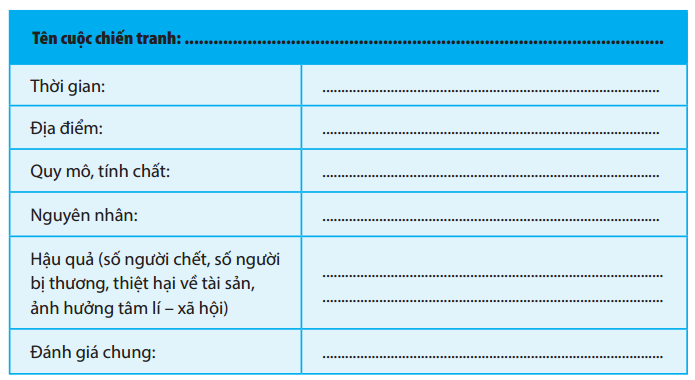 Tên cuộc chiến tranh: ....................................................................................
Thời gian: ....................................................................................
Địa điểm: ....................................................................................
Quy mô, tính chất: ....................................................................................
Nguyên nhân: ....................................................................................
Hậu quả (số người chết, số người
bị thương, thiệt hại về tài sản,
ảnh hưởng tâm lí – xã hội)
....................................................................................
....................................................................................
Đánh giá chung: ....................................................................................